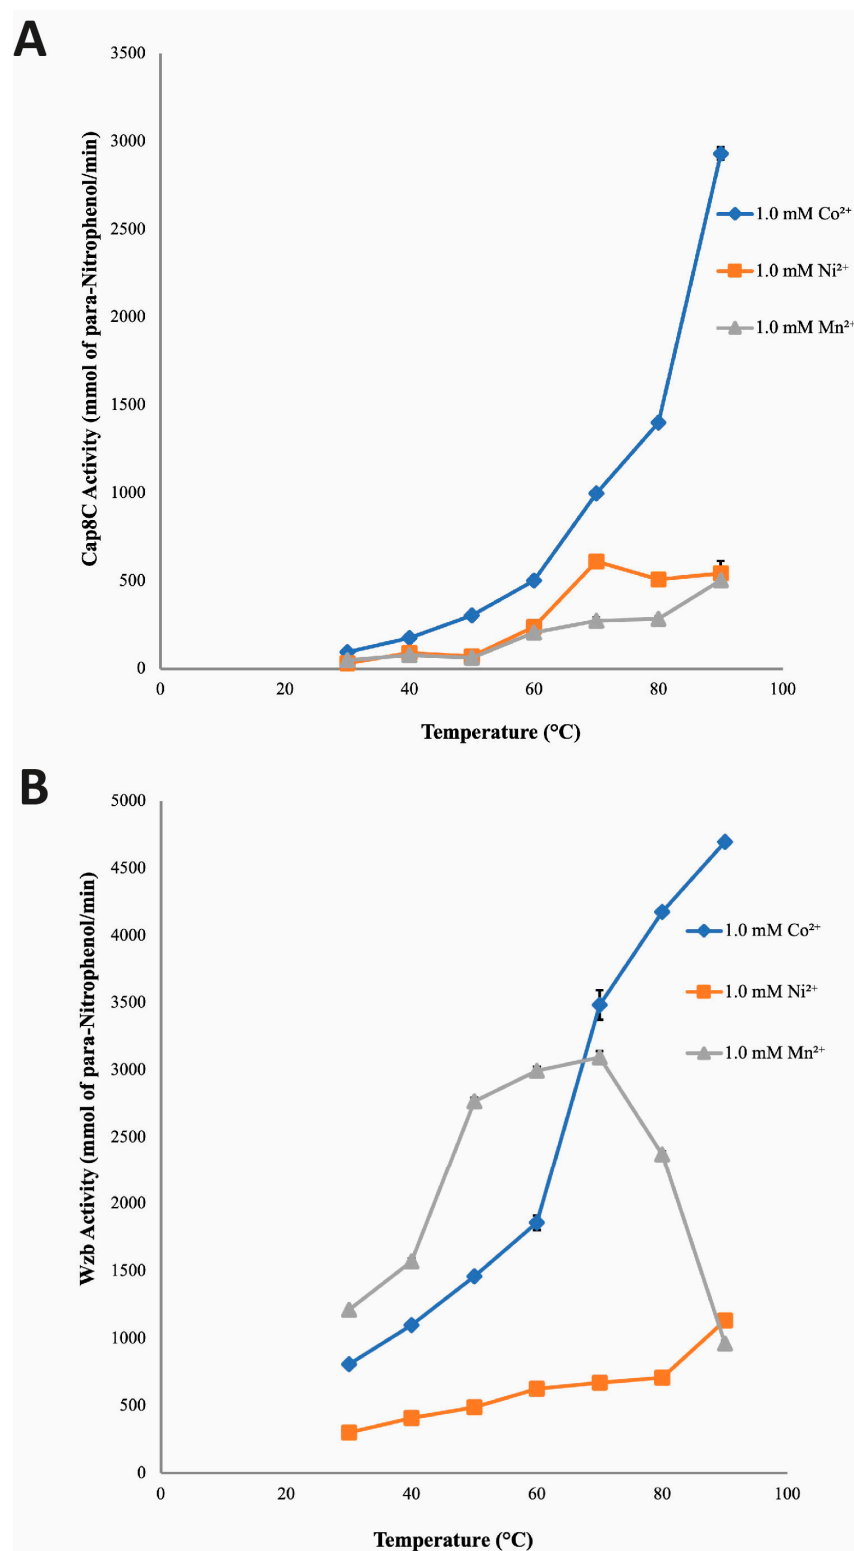 A
3500
3000
2500
2000
1500
1000
500
0
Cap8C Activity (mmol of para-Nitrophenol/min)
1.0 mM Co²⁺
1.0 mM Ni²⁺
1.0 mM Mn²⁺
0 20 40 60 80 100
Temperature (°C)
B
5000
4500
4000
3500
3000
2500
2000
1500
1000
500
0
Wzb Activity (mmol of para-Nitrophenol/min)
1.0 mM Co²⁺
1.0 mM Ni²⁺
1.0 mM Mn²⁺
0 20 40 60 80 100
Temperature (°C)